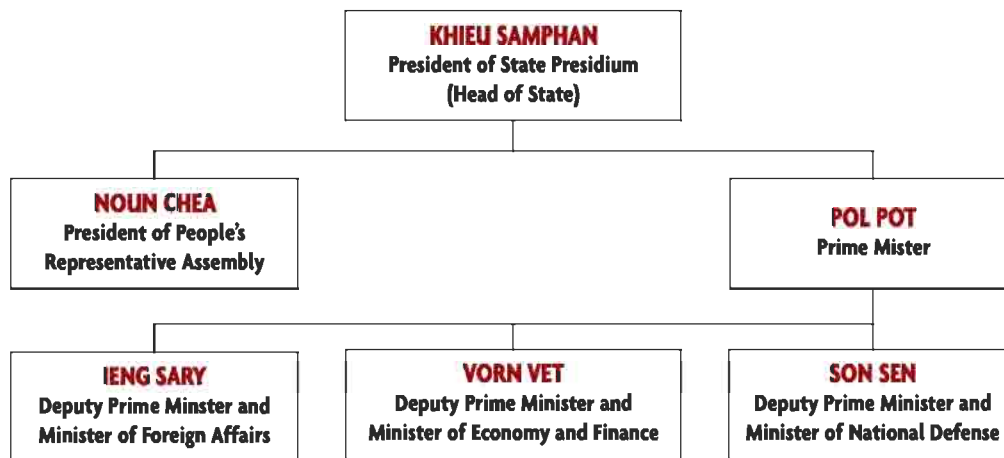 KHIEU SAMPHAN
President of State Presidium
(Head of State)
NOUN CHEA
President of People's
Representative Assembly
POL POT
Prime Mister
IENG SARY
Deputy Prime Minster and
Minister of Foreign Affairs
VORN VET
Deputy Prime Minister and
Minister of Economy and Finance
SON SEN
Deputy Prime Minister and
Minister of National Defense